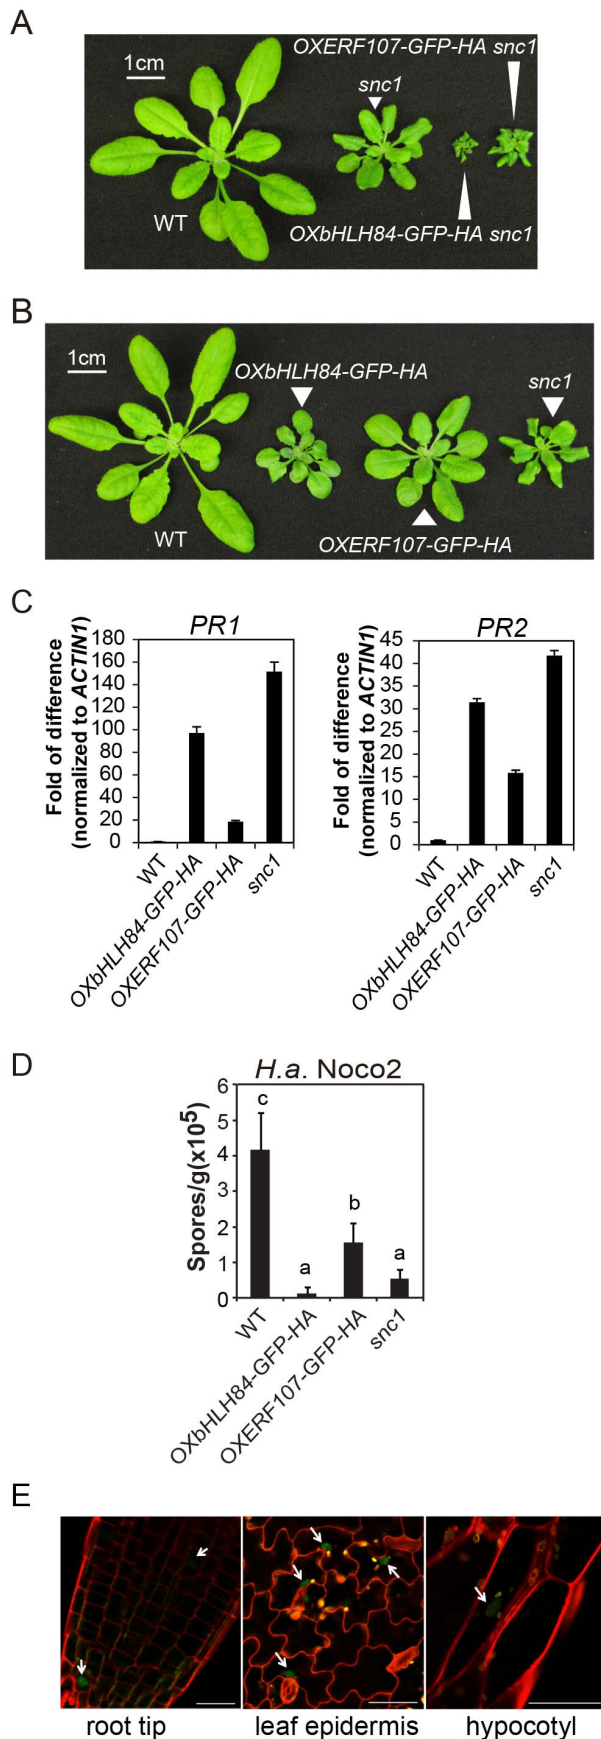 A
OXERF107-GFP-HA snc1
1cm
snc1
WT
OXbHLH84-GFP-HA snc1
B
1cm
OXbHLH84-GFP-HA
snc1
WT
OXERF107-GFP-HA
C
PR1
Fold of difference
(normalized to ACTIN1)
180
160
140
120
100
80
60
40
20
0
WT
OXbHLH84-GFP-HA
OXERF107-GFP-HA
snc1
PR2
Fold of difference
(normalized to ACTIN1)
45
40
35
30
25
20
15
10
5
0
WT
OXbHLH84-GFP-HA
OXERF107-GFP-HA
snc1
D
H.a. Noco2
Spores/g(x10⁵)
6
5
4
3
2
1
0
c
a
b
a
WT
OXbHLH84-GFP-HA
OXERF107-GFP-HA
snc1
E
root tip
leaf epidermis
hypocotyl